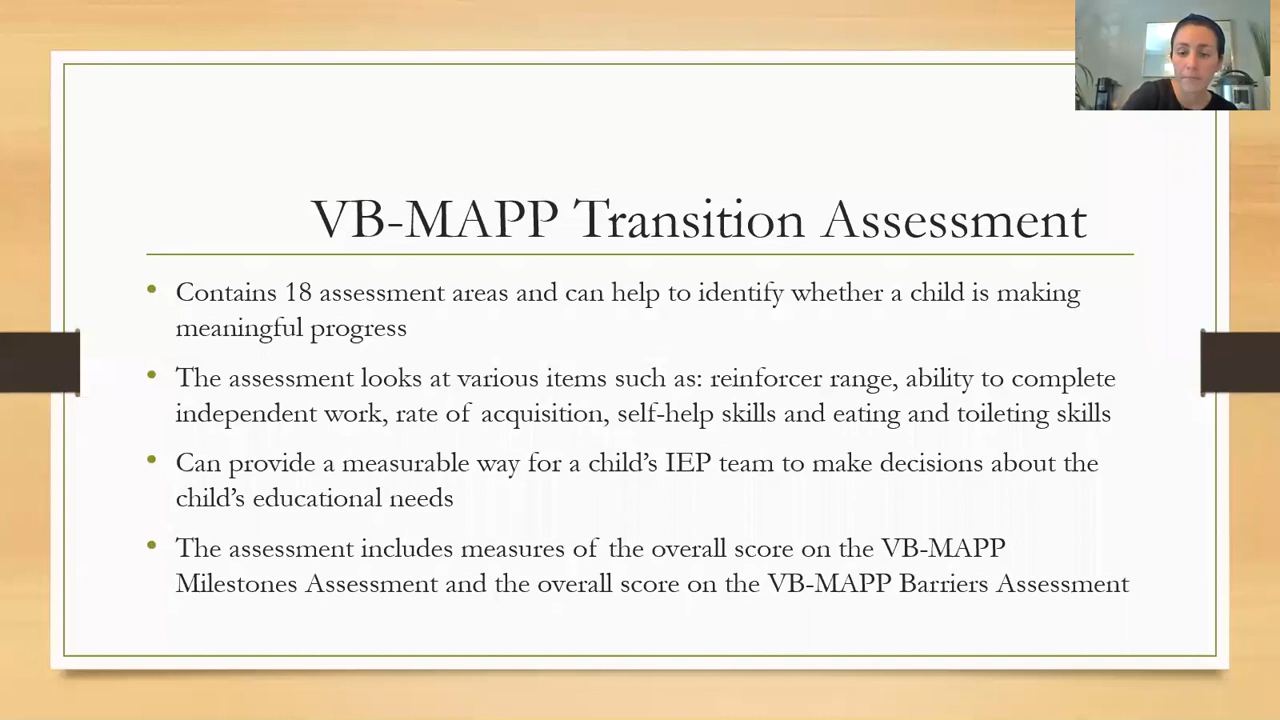 VB-MAPP Transition Assessment
• Contains 18 assessment areas and can help to identify whether a child is making
meaningful progress
• The assessment looks at various items such as: reinforcer range, ability to complete
independent work, rate of acquisition, self-help skills and eating and toileting skills
• Can provide a measurable way for a child’s IEP team to make decisions about the
child’s educational needs
• The assessment includes measures of the overall score on the VB-MAPP
Milestones Assessment and the overall score on the VB-MAPP Barriers Assessment